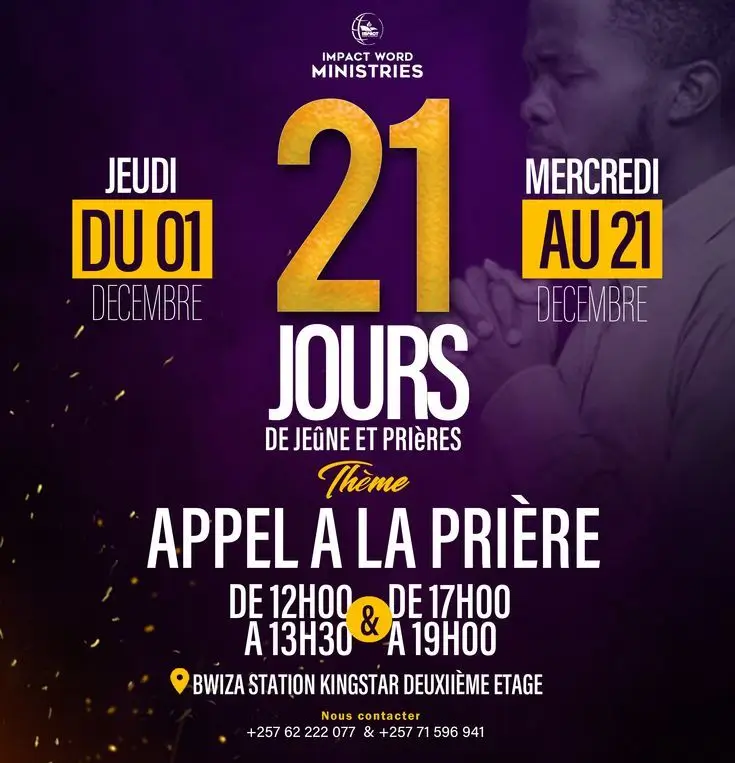 IMPACT
IMPACT WORD
MINISTRIES
21
JEUDI
DU 01
DECEMBRE
MERCREDI
AU 21
DECEMBRE
JOURS
DE JEûNE ET PRIèRES
Thème
APPEL A LA PRIÈRE
DE 12H00 & DE 17H00
A 13H30 A 19H00
BWIZA STATION KINGSTAR DEUXIIÈME ETAGE
Nous contacter
+257 62 222 077 & +257 71 596 941